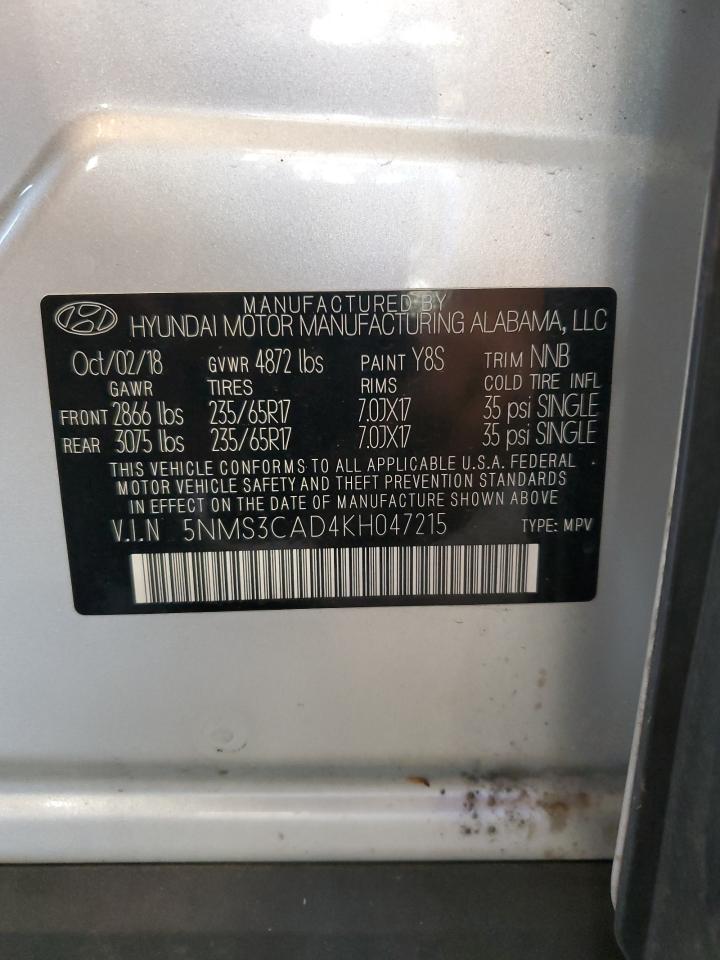 MANUFACTURED BY
HYUNDAI MOTOR MANUFACTURING ALABAMA, LLC
Oct/02/18 GVWR 4872 lbs PAINT Y8S TRIM NNB
GAWR TIRES RIMS COLD TIRE INFL
FRONT 2866 lbs 235/65R17 7.0JX17 35 psi SINGLE
REAR 3075 lbs 235/65R17 7.0JX17 35 psi SINGLE
THIS VEHICLE CONFORMS TO ALL APPLICABLE U.S.A. FEDERAL
MOTOR VEHICLE SAFETY AND THEFT PREVENTION STANDARDS
IN EFFECT ON THE DATE OF MANUFACTURE SHOWN ABOVE
V.I.N 5NMS3CAD4KH047215 TYPE: MPV